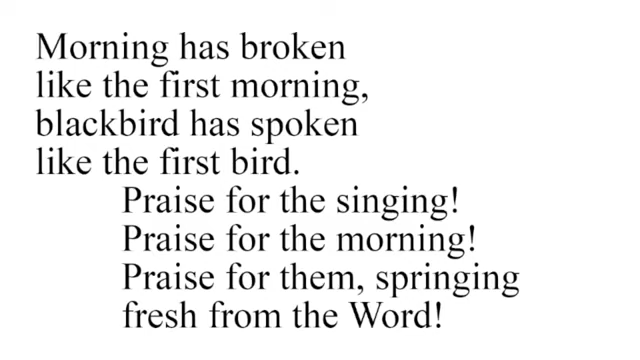 Morning has broken
like the first morning,
blackbird has spoken
like the first bird.
Praise for the singing!
Praise for the morning!
Praise for them, springing
fresh from the Word!